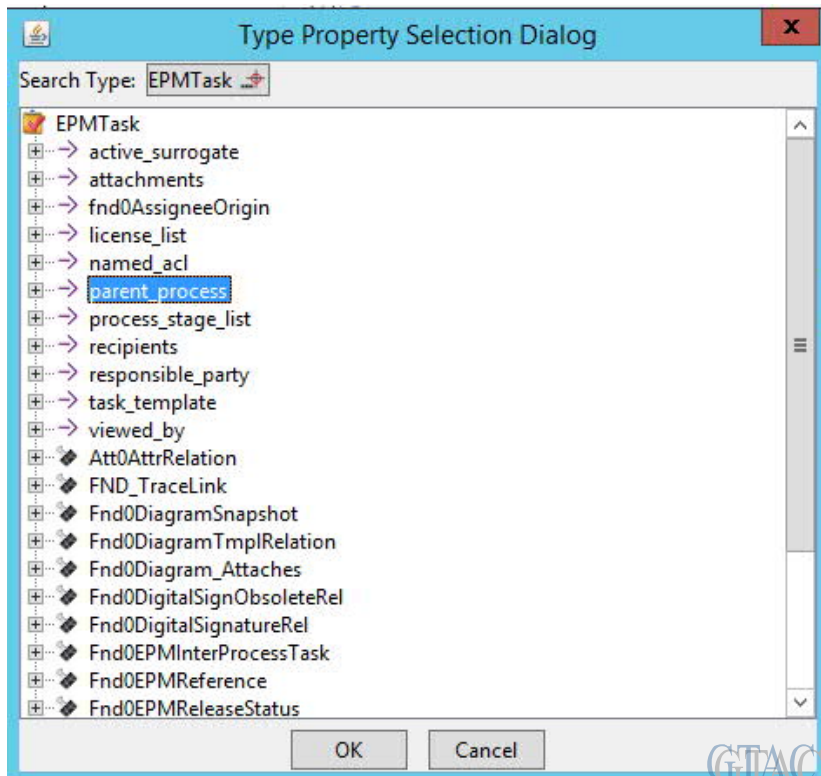 Type Property Selection Dialog
x
Search Type: EPMTask
EPMTask
active_surrogate
attachments
fnd0AssigneeOrigin
license_list
named_acl
parent_process
process_stage_list
recipients
responsible_party
task_template
viewed_by
Att0AttrRelation
FND_TraceLink
Fnd0DiagramSnapshot
Fnd0DiagramTmplRelation
Fnd0Diagram_Attaches
Fnd0DigitalSignObsoleteRel
Fnd0DigitalSignatureRel
Fnd0EPMInterProcessTask
Fnd0EPMReference
Fnd0EPMReleaseStatus
OK Cancel
GTAC